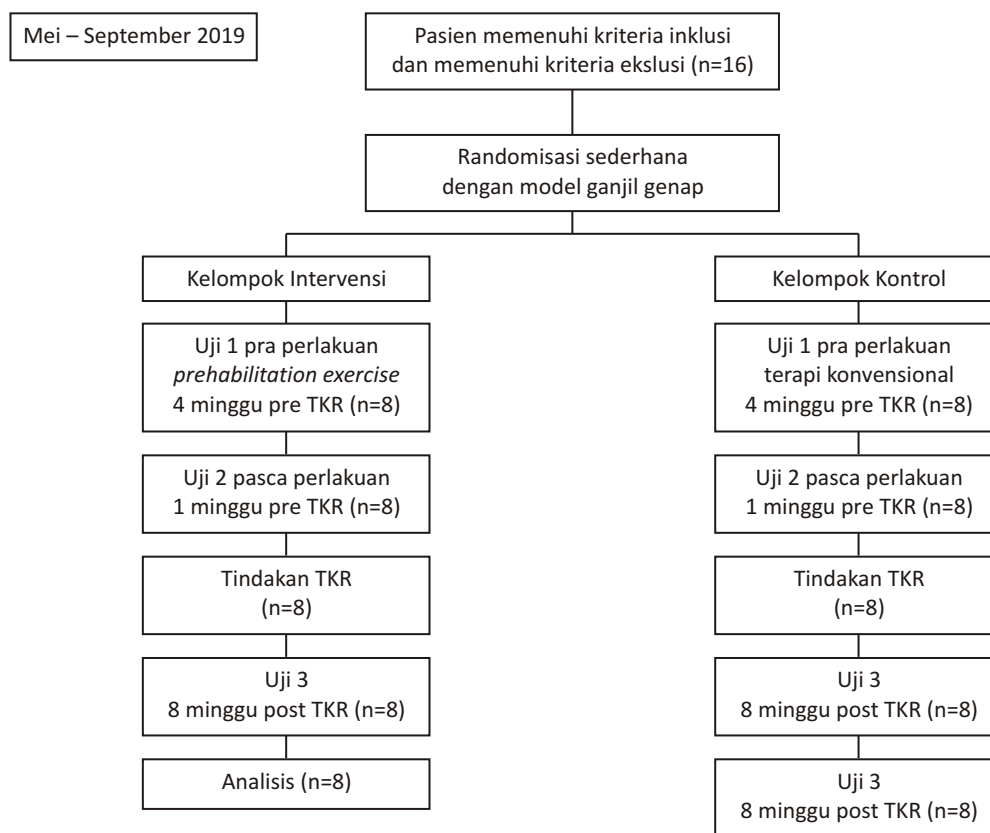 Mei – September 2019
Pasien memenuhi kriteria inklusi
dan memenuhi kriteria ekslusi (n=16)
Randomisasi sederhana
dengan model ganjil genap
Kelompok Intervensi
Uji 1 pra perlakuan
prehabilitation exercise
4 minggu pre TKR (n=8)
Uji 2 pasca perlakuan
1 minggu pre TKR (n=8)
Tindakan TKR
(n=8)
Uji 3
8 minggu post TKR (n=8)
Analisis (n=8)
Kelompok Kontrol
Uji 1 pra perlakuan
terapi konvensional
4 minggu pre TKR (n=8)
Uji 2 pasca perlakuan
1 minggu pre TKR (n=8)
Tindakan TKR
(n=8)
Uji 3
8 minggu post TKR (n=8)
Uji 3
8 minggu post TKR (n=8)